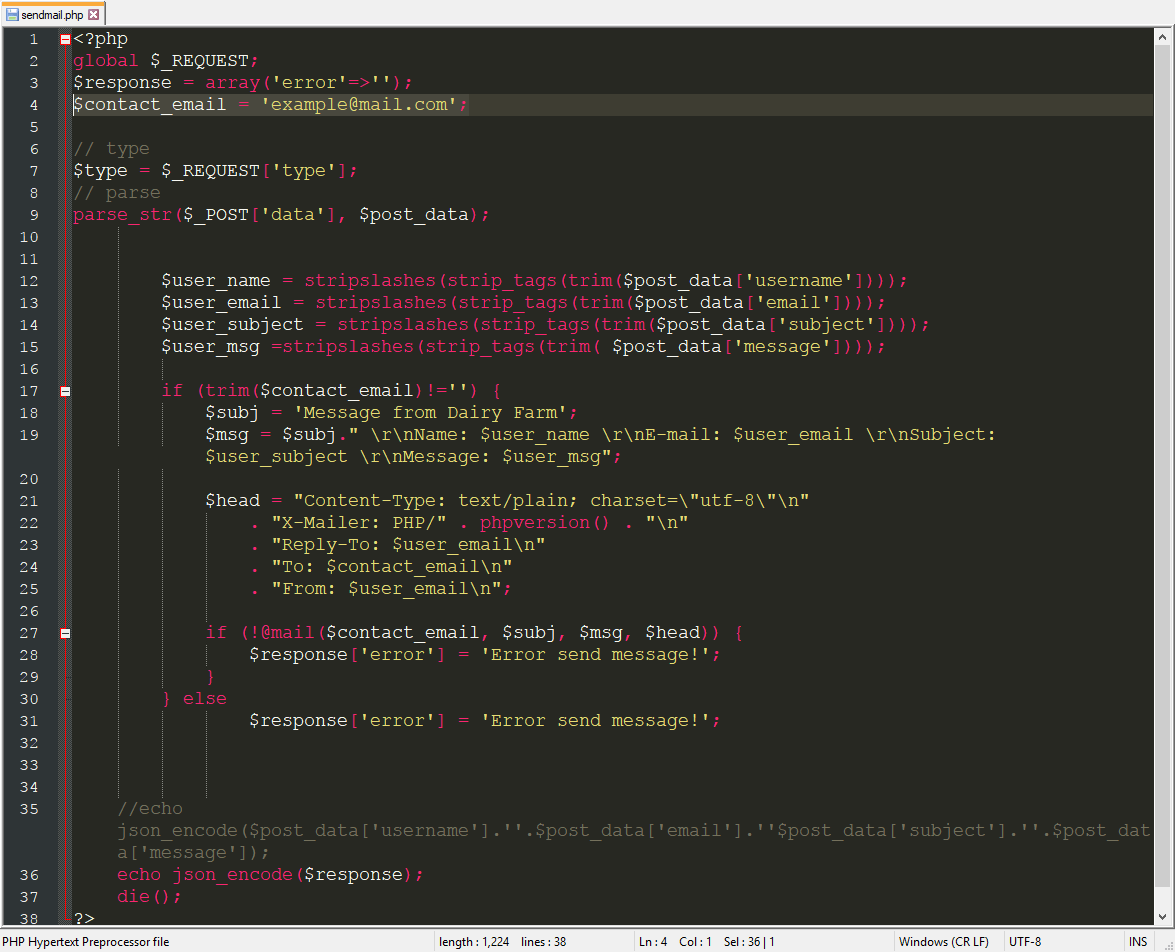 sendmail.php
1 <?php
2 global $_REQUEST;
3 $response = array('error'=>'');
4 $contact_email = 'example@mail.com';
5
6 // type
7 $type = $_REQUEST['type'];
8 // parse
9 parse_str($_POST['data'], $post_data);
10
11
12 $user_name = stripslashes(strip_tags(trim($post_data['username'])));
13 $user_email = stripslashes(strip_tags(trim($post_data['email'])));
14 $user_subject = stripslashes(strip_tags(trim($post_data['subject'])));
15 $user_msg =stripslashes(strip_tags(trim( $post_data['message'])));
16
17 if (trim($contact_email)!='') {
18 $subj = 'Message from Dairy Farm';
19 $msg = $subj." \r\nName: $user_name \r\nE-mail: $user_email \r\nSubject:
$user_subject \r\nMessage: $user_msg";
20
21 $head = "Content-Type: text/plain; charset=\"utf-8\"\n"
22 . "X-Mailer: PHP/" . phpversion() . "\n"
23 . "Reply-To: $user_email\n"
24 . "To: $contact_email\n"
25 . "From: $user_email\n";
26
27 if (!@mail($contact_email, $subj, $msg, $head)) {
28 $response['error'] = 'Error send message!';
29 }
30 } else
31 $response['error'] = 'Error send message!';
32
33
34
35 //echo
json_encode($post_data['username'].''.$post_data['email'].''$post_data['subject'].''.$post_dat
a['message']);
36 echo json_encode($response);
37 die();
38 ?>
PHP Hypertext Preprocessor file length : 1,224 lines : 38 Ln : 4 Col : 1 Sel : 36 | 1 Windows (CR LF) UTF-8 INS